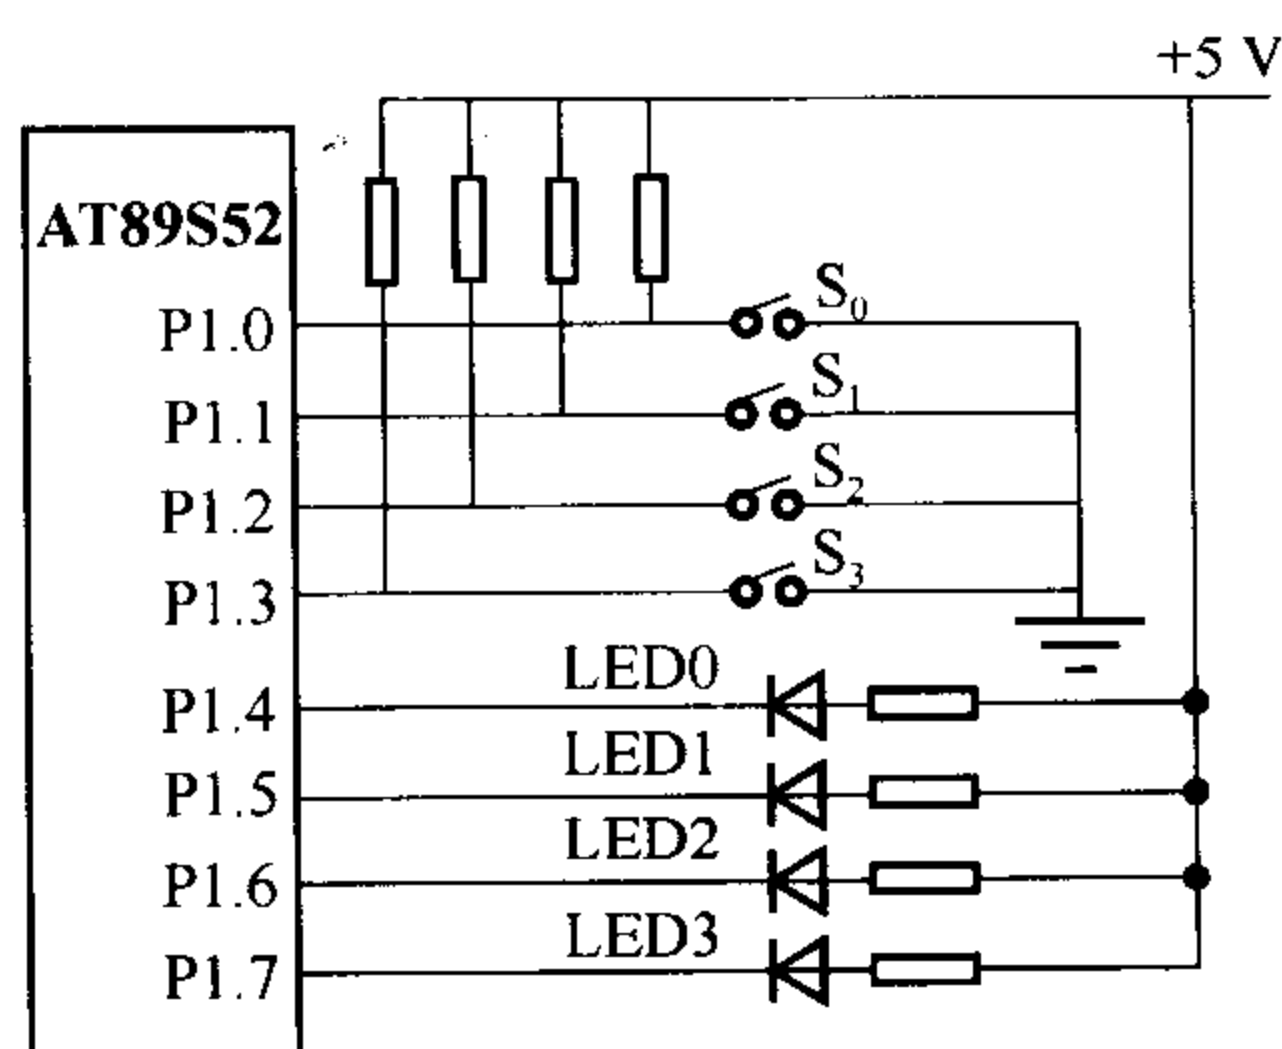 +5 V
AT89S52
P1.0
S₀
P1.1
S₁
P1.2
S₂
P1.3
S₃
LED0
P1.4
LED1
P1.5
LED2
P1.6
LED3
P1.7